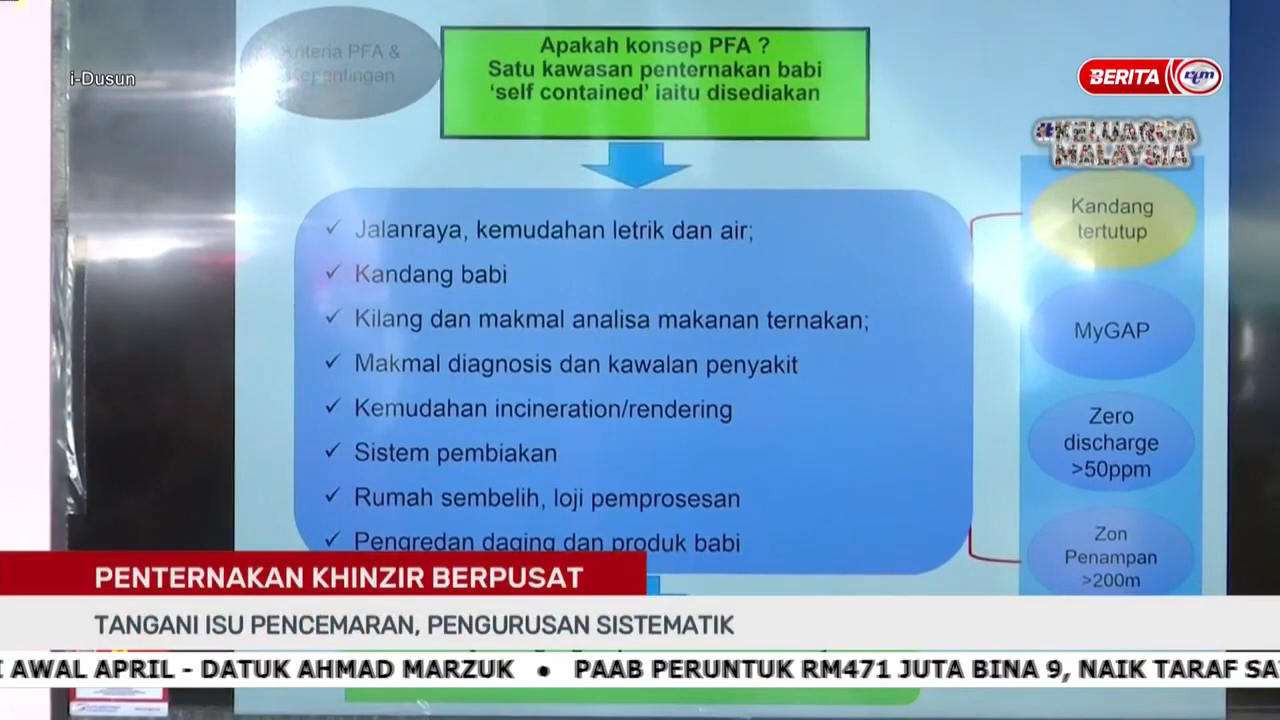 Kriteria PFA &
Kepentingan
i-Dusun
Apakah konsep PFA ?
Satu kawasan penternakan babi
‘self contained’ iaitu disediakan
BERITA rtm
#KELUARGA
MALAYSIA
✓ Jalanraya, kemudahan letrik dan air;
✓ Kandang babi
✓ Kilang dan makmal analisa makanan ternakan;
✓ Makmal diagnosis dan kawalan penyakit
✓ Kemudahan incineration/rendering
✓ Sistem pembiakan
✓ Rumah sembelih, loji pemprosesan
✓ Pengredan daging dan produk babi
Kandang
tertutup
MyGAP
Zero
discharge
>50ppm
Zon
Penampan
>200m
PENTERNAKAN KHINZIR BERPUSAT
TANGANI ISU PENCEMARAN, PENGURUSAN SISTEMATIK
I AWAL APRIL - DATUK AHMAD MARZUK ● PAAB PERUNTUK RM471 JUTA BINA 9, NAIK TARAF SA